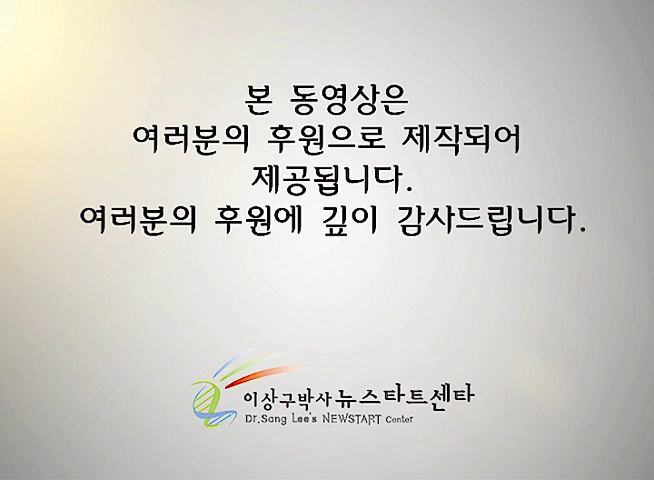 본 동영상은
여러분의 후원으로 제작되어
제공됩니다.
여러분의 후원에 깊이 감사드립니다.
이상구박사 뉴스타트센타
Dr.Sang Lee's NEWSTART Center